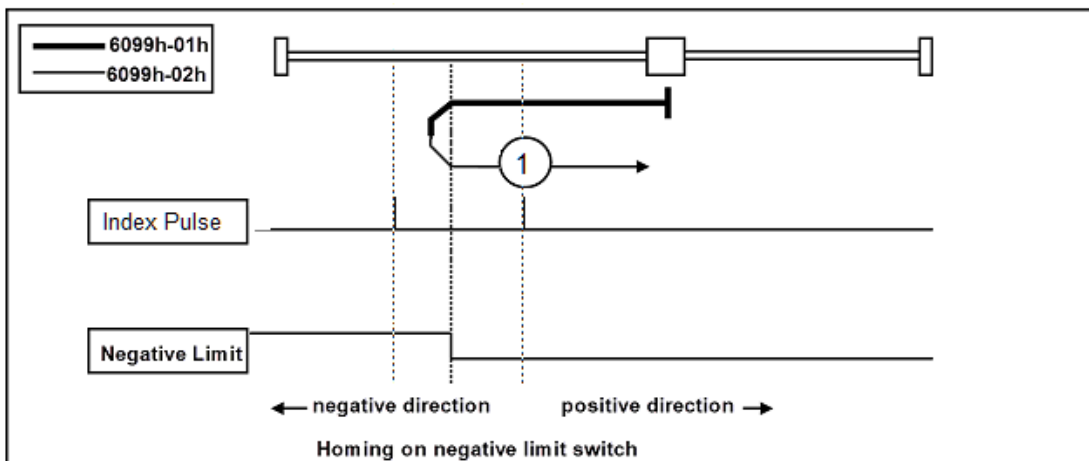 6099h-01h
6099h-02h
1
Index Pulse
Negative Limit
negative direction
positive direction
Homing on negative limit switch